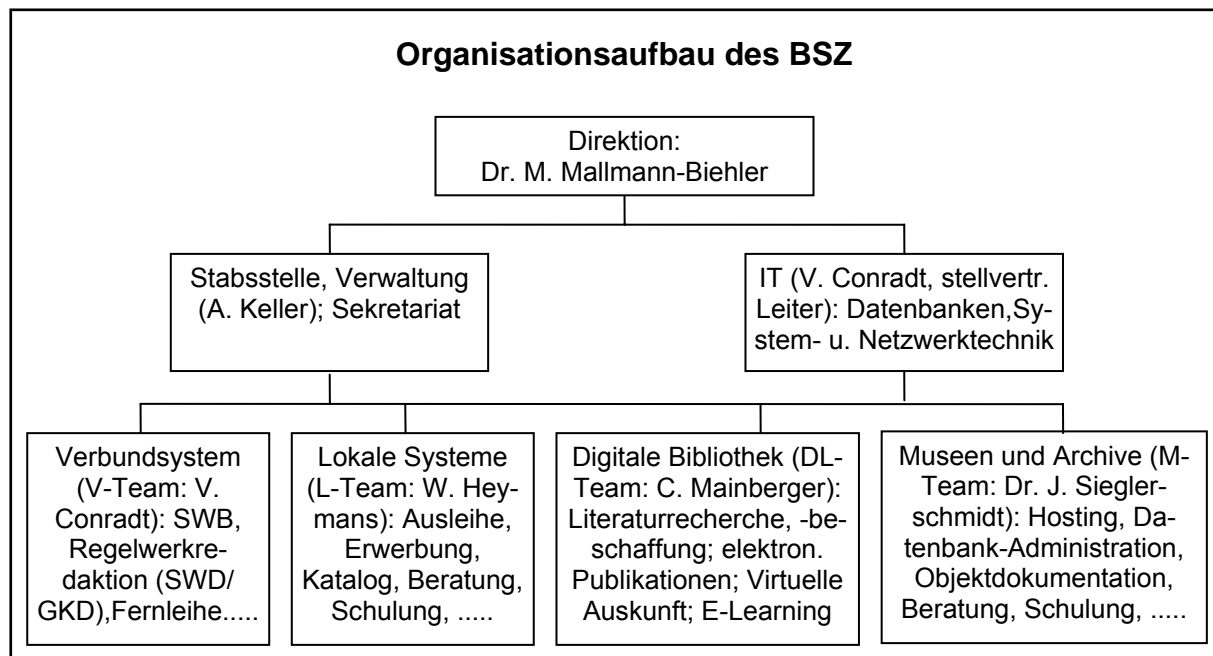 Organisationsaufbau des BSZ
Direktion:
Dr. M. Mallmann-Biehler
Stabsstelle, Verwaltung
(A. Keller); Sekretariat
IT (V. Conradt, stellvertr.
Leiter): Datenbanken,Sy-
stem- u. Netzwerktechnik
Verbundsystem
(V-Team: V.
Conradt): SWB,
Regelwerkre-
daktion (SWD/
GKD),Fernleihe.....
Lokale Systeme
(L-Team: W. Hey-
mans): Ausleihe,
Erwerbung,
Katalog, Beratung,
Schulung, .....
Digitale Bibliothek (DL-
Team: C. Mainberger):
Literaturrecherche, -be-
schaffung; elektron.
Publikationen; Virtuelle
Auskunft; E-Learning
Museen und Archive (M-
Team: Dr. J. Siegler-
schmidt): Hosting, Da-
tenbank-Administration,
Objektdokumentation,
Beratung, Schulung, .....